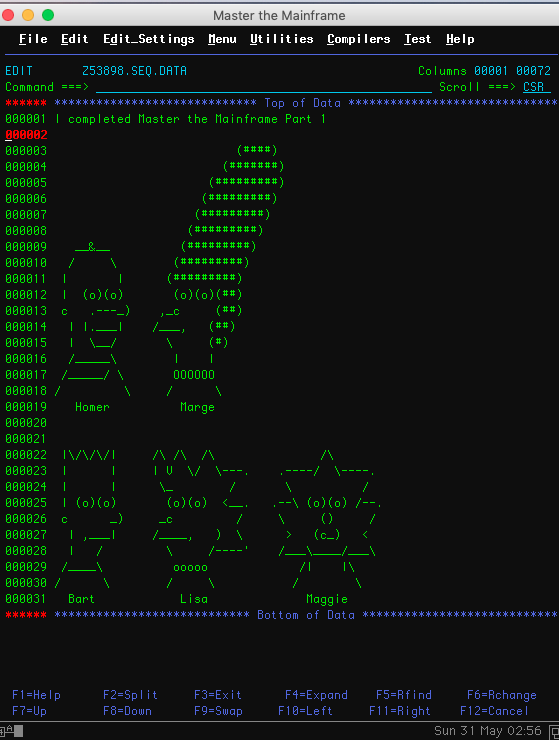 Master the Mainframe
File Edit Edit_Settings Menu Utilities Compilers Test Help
EDIT       Z53898.SEQ.DATA                                  Columns 00001 00072
Command ===>                                                   Scroll ===> CSR
****** ***************************** Top of Data ******************************
000001 I completed Master the Mainframe Part 1
000002
000003                           (####)
000004                         (#######)
000005                       (#########)
000006                      (#########)
000007                     (#########)
000008                    (#########)
000009    __&__          (#########)
000010   /     \        (#########)
000011  |       |      (#########)
000012  |  (o)(o)       (o)(o)(##)
000013  c   .---_)    ,_c     (##)
000014   | |.___|    /___,   (##)
000015   |  \__/       \     (#)
000016   /_____\        |    |
000017  /_____/ \       OOOOOO
000018 /         \     /      \
000019    Homer          Marge
000020
000021
000022  |\/\/\/|     /\ /\  /\               /\
000023  |      |     | U  \/  \---.    .----/  \----.
000024  |      |      \_        /       \          /
000025  | (o)(o)       (o)(o)  <__.   .--\ (o)(o) /--.
000026  c      _)     _c         /     \     ()     /
000027   | ,___|     /____,   )  \      >   (c_)   <
000028   |   /         \     /----'    /___\____/___\
000029  /____\         ooooo             /|    |\
000030 /      \       /     \           /        \
000031   Bart            Lisa              Maggie
****** **************************** Bottom of Data ****************************
F1=Help      F2=Split     F3=Exit      F4=Expand    F5=Rfind     F6=Rchange
F7=Up        F8=Down      F9=Swap     F10=Left     F11=Right    F12=Cancel
Sun 31 May 02:56